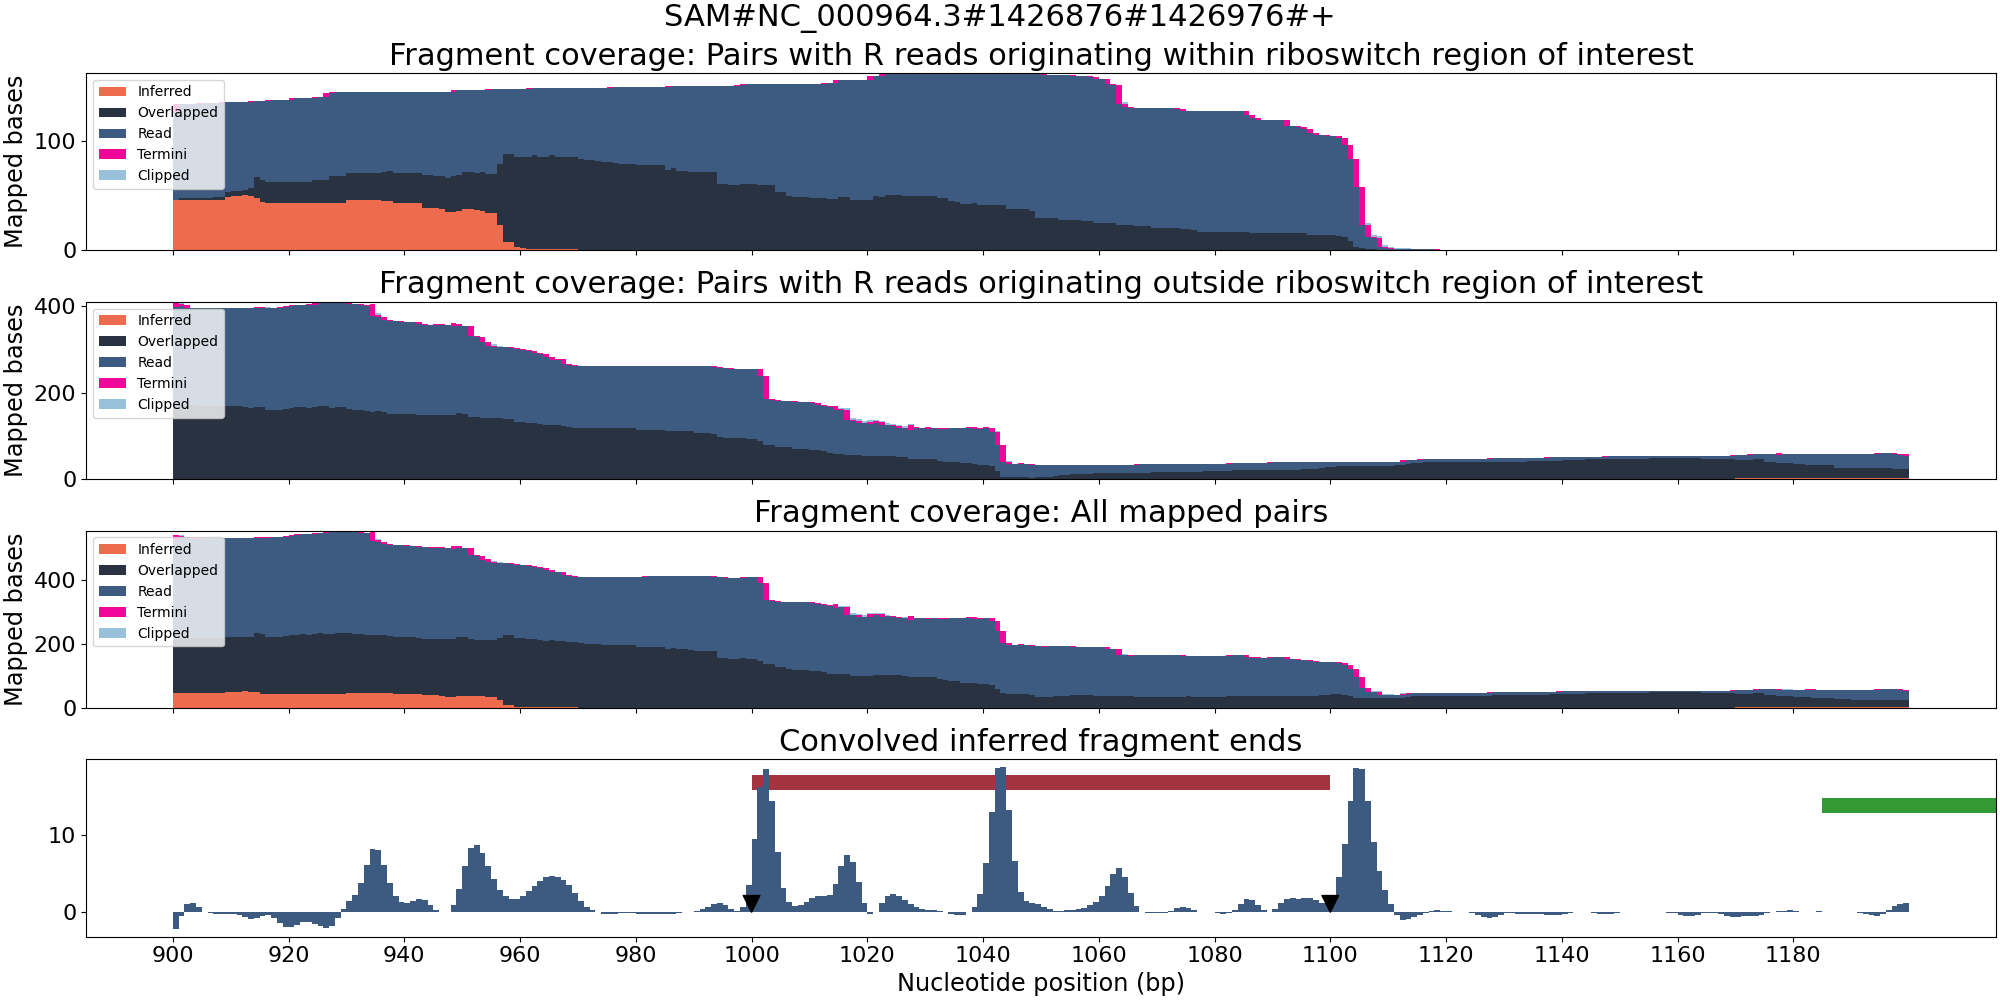 SAM#NC_000964.3#1426876#1426976#+
Fragment coverage: Pairs with R reads originating within riboswitch region of interest
Mapped bases
100
0
Inferred
Overlapped
Read
Termini
Clipped
Fragment coverage: Pairs with R reads originating outside riboswitch region of interest
Mapped bases
400
200
0
Inferred
Overlapped
Read
Termini
Clipped
Fragment coverage: All mapped pairs
Mapped bases
400
200
0
Inferred
Overlapped
Read
Termini
Clipped
Convolved inferred fragment ends
10
0
900 920 940 960 980 1000 1020 1040 1060 1080 1100 1120 1140 1160 1180
Nucleotide position (bp)